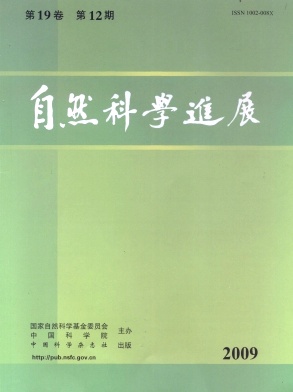 第19卷 第12期
ISSN 1002-008X
自然科學進展
国家自然科学基金委员会
中国科学院 主办
中国科学杂志社 出版
http://pub.nsfc.gov.cn
2009